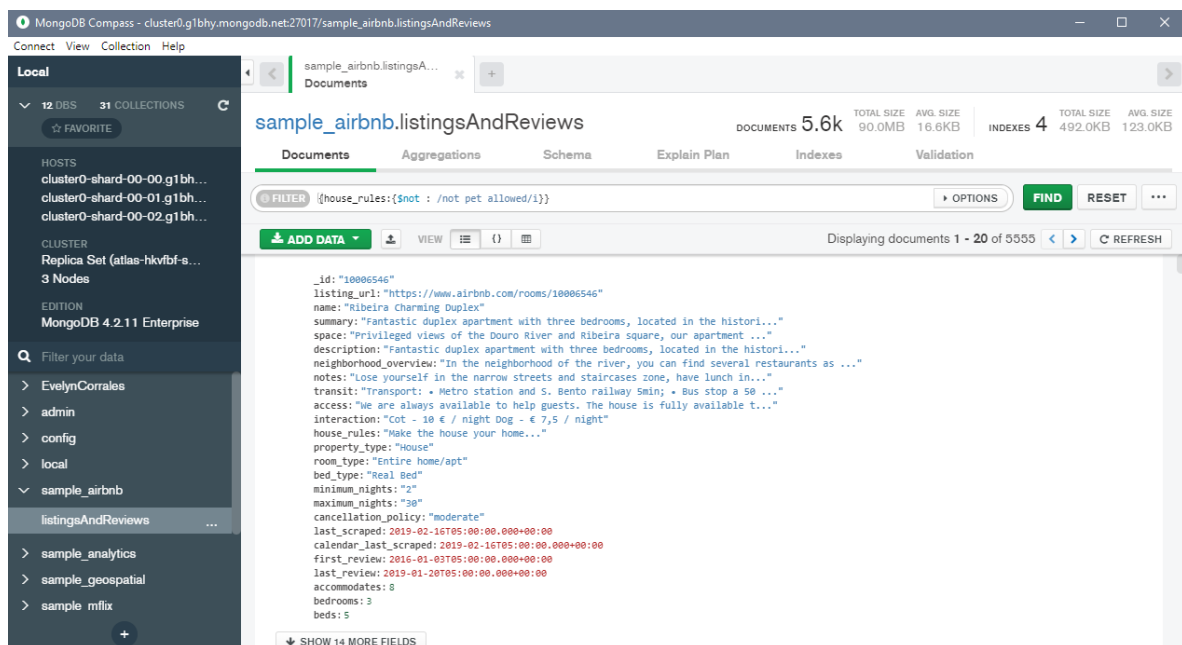 MongoDB Compass - cluster0.g1bhy.mongodb.net:27017/sample_airbnb.listingsAndReviews
Connect View Collection Help
Local
12 DBS 31 COLLECTIONS
FAVORITE
HOSTS
cluster0-shard-00-00.g1bh...
cluster0-shard-00-01.g1bh...
cluster0-shard-00-02.g1bh...
CLUSTER
Replica Set (atlas-hkvfbf-s...
3 Nodes
EDITION
MongoDB 4.2.11 Enterprise
Filter your data
EvelynCorrales
admin
config
local
sample_airbnb
listingsAndReviews ...
sample_analytics
sample_geospatial
sample mflix
+
sample_airbnb.listingsA...
Documents
+
sample_airbnb.listingsAndReviews
DOCUMENTS 5.6k TOTAL SIZE 90.0MB AVG. SIZE 16.6KB INDEXES 4 TOTAL SIZE 492.0KB AVG. SIZE 123.0KB
Documents Aggregations Schema Explain Plan Indexes Validation
FILTER {house_rules:{$not : /not pet allowed/i}} OPTIONS FIND RESET ...
ADD DATA VIEW {} Displaying documents 1 - 20 of 5555 < > REFRESH
_id: "10006546"
listing_url: "https://www.airbnb.com/rooms/10006546"
name: "Ribeira Charming Duplex"
summary: "Fantastic duplex apartment with three bedrooms, located in the histori..."
space: "Privileged views of the Douro River and Ribeira square, our apartment ..."
description: "Fantastic duplex apartment with three bedrooms, located in the histori..."
neighborhood_overview: "In the neighborhood of the river, you can find several restaurants as ..."
notes: "Lose yourself in the narrow streets and staircases zone, have lunch in..."
transit: "Transport: • Metro station and S. Bento railway 5min; • Bus stop a 50 ..."
access: "We are always available to help guests. The house is fully available t..."
interaction: "Cot - 10 € / night Dog - € 7,5 / night"
house_rules: "Make the house your home..."
property_type: "House"
room_type: "Entire home/apt"
bed_type: "Real Bed"
minimum_nights: "2"
maximum_nights: "30"
cancellation_policy: "moderate"
last_scraped: 2019-02-16T05:00:00.000+00:00
calendar_last_scraped: 2019-02-16T05:00:00.000+00:00
first_review: 2016-01-03T05:00:00.000+00:00
last_review: 2019-01-20T05:00:00.000+00:00
accommodates: 8
bedrooms: 3
beds: 5
SHOW 14 MORE FIELDS